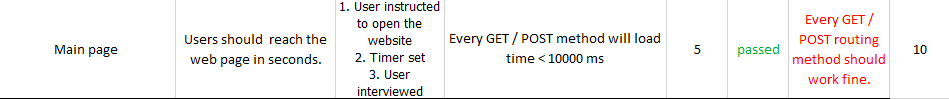 Main page
Users should reach the
web page in seconds.
1. User instructed
to open the
website
2. Timer set
3. User
interviewed
Every GET / POST method will load
time < 10000 ms
5
passed
Every GET /
POST routing
method should
work fine.
10